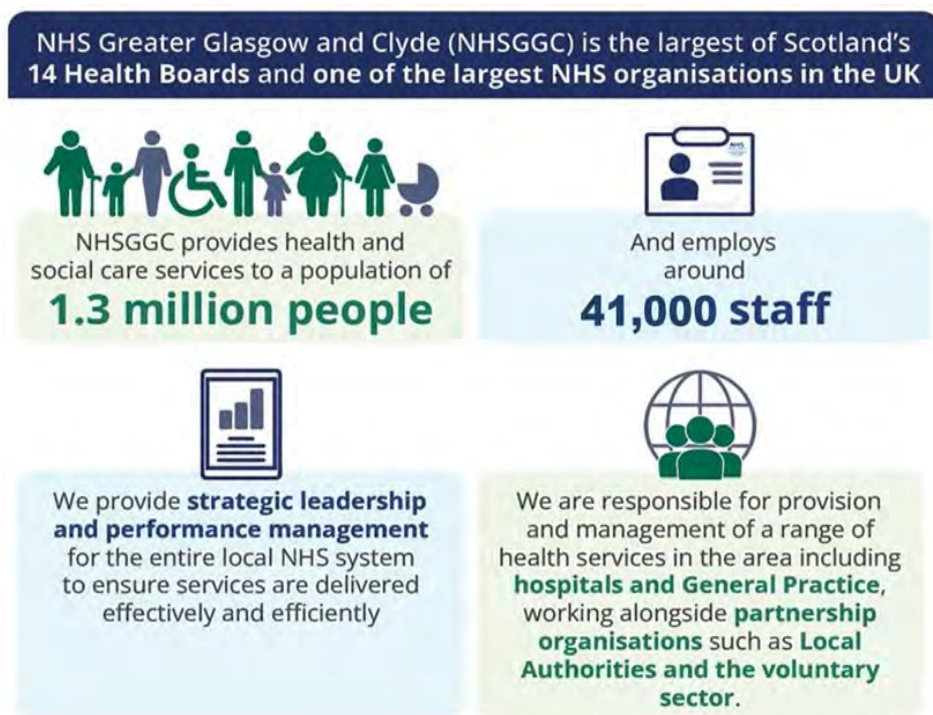 NHS Greater Glasgow and Clyde (NHSGGC) is the largest of Scotland's
14 Health Boards and one of the largest NHS organisations in the UK
NHS
NHSGGC provides health and
social care services to a population of
1.3 million people
And employs
around
41,000 staff
We provide strategic leadership
and performance management
for the entire local NHS system
to ensure services are delivered
effectively and efficiently
We are responsible for provision
and management of a range of
health services in the area including
hospitals and General Practice,
working alongside partnership
organisations such as Local
Authorities and the voluntary
sector.